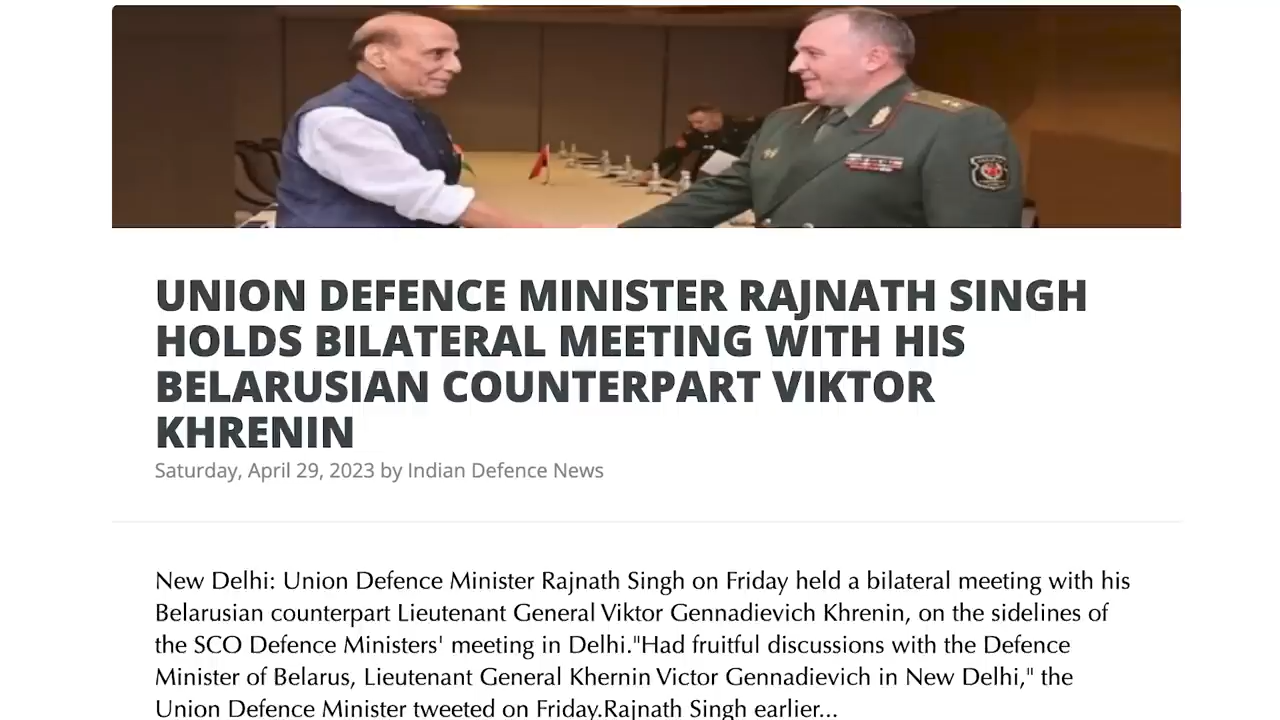 UNION DEFENCE MINISTER RAJNATH SINGH
HOLDS BILATERAL MEETING WITH HIS
BELARUSIAN COUNTERPART VIKTOR
KHRENIN
Saturday, April 29, 2023 by Indian Defence News
New Delhi: Union Defence Minister Rajnath Singh on Friday held a bilateral meeting with his
Belarusian counterpart Lieutenant General Viktor Gennadievich Khrenin, on the sidelines of
the SCO Defence Ministers' meeting in Delhi."Had fruitful discussions with the Defence
Minister of Belarus, Lieutenant General Khernin Victor Gennadievich in New Delhi," the
Union Defence Minister tweeted on Friday.Rajnath Singh earlier...